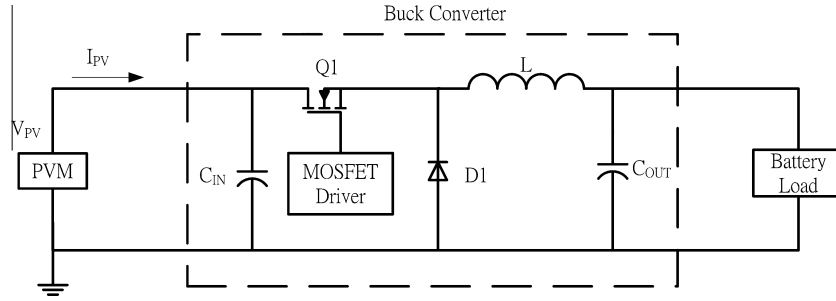 Buck Converter
I_PV
Q1
L
V_PV
PVM
C_IN
MOSFET
Driver
D1
C_OUT
Battery
Load